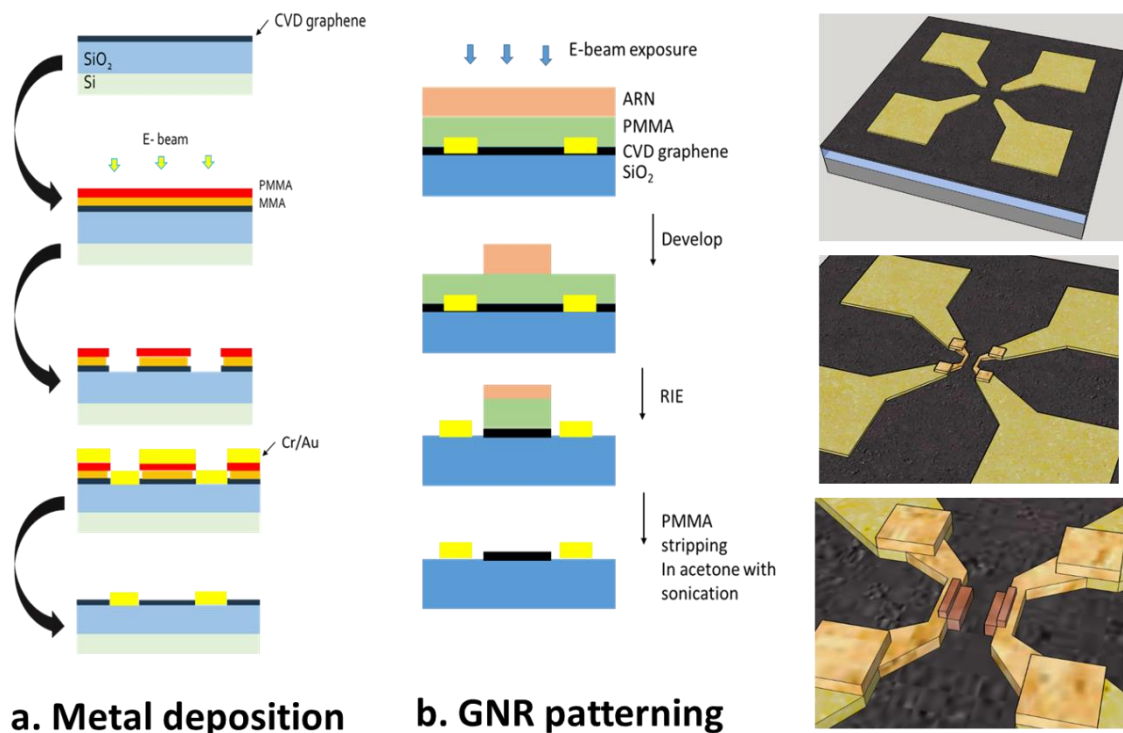 CVD graphene
SiO₂
Si
E- beam
PMMA
MMA
Cr/Au
a. Metal deposition
E-beam exposure
ARN
PMMA
CVD graphene
SiO₂
Develop
RIE
PMMA
stripping
In acetone with
sonication
b. GNR patterning